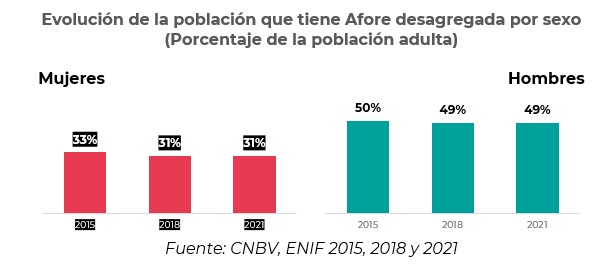 Evolución de la población que tiene Afore desagregada por sexo
(Porcentaje de la población adulta)
Mujeres
Hombres
33%
31%
31%
50%
49%
49%
2015
2018
2021
2015
2018
2021
Fuente: CNBV, ENIF 2015, 2018 y 2021